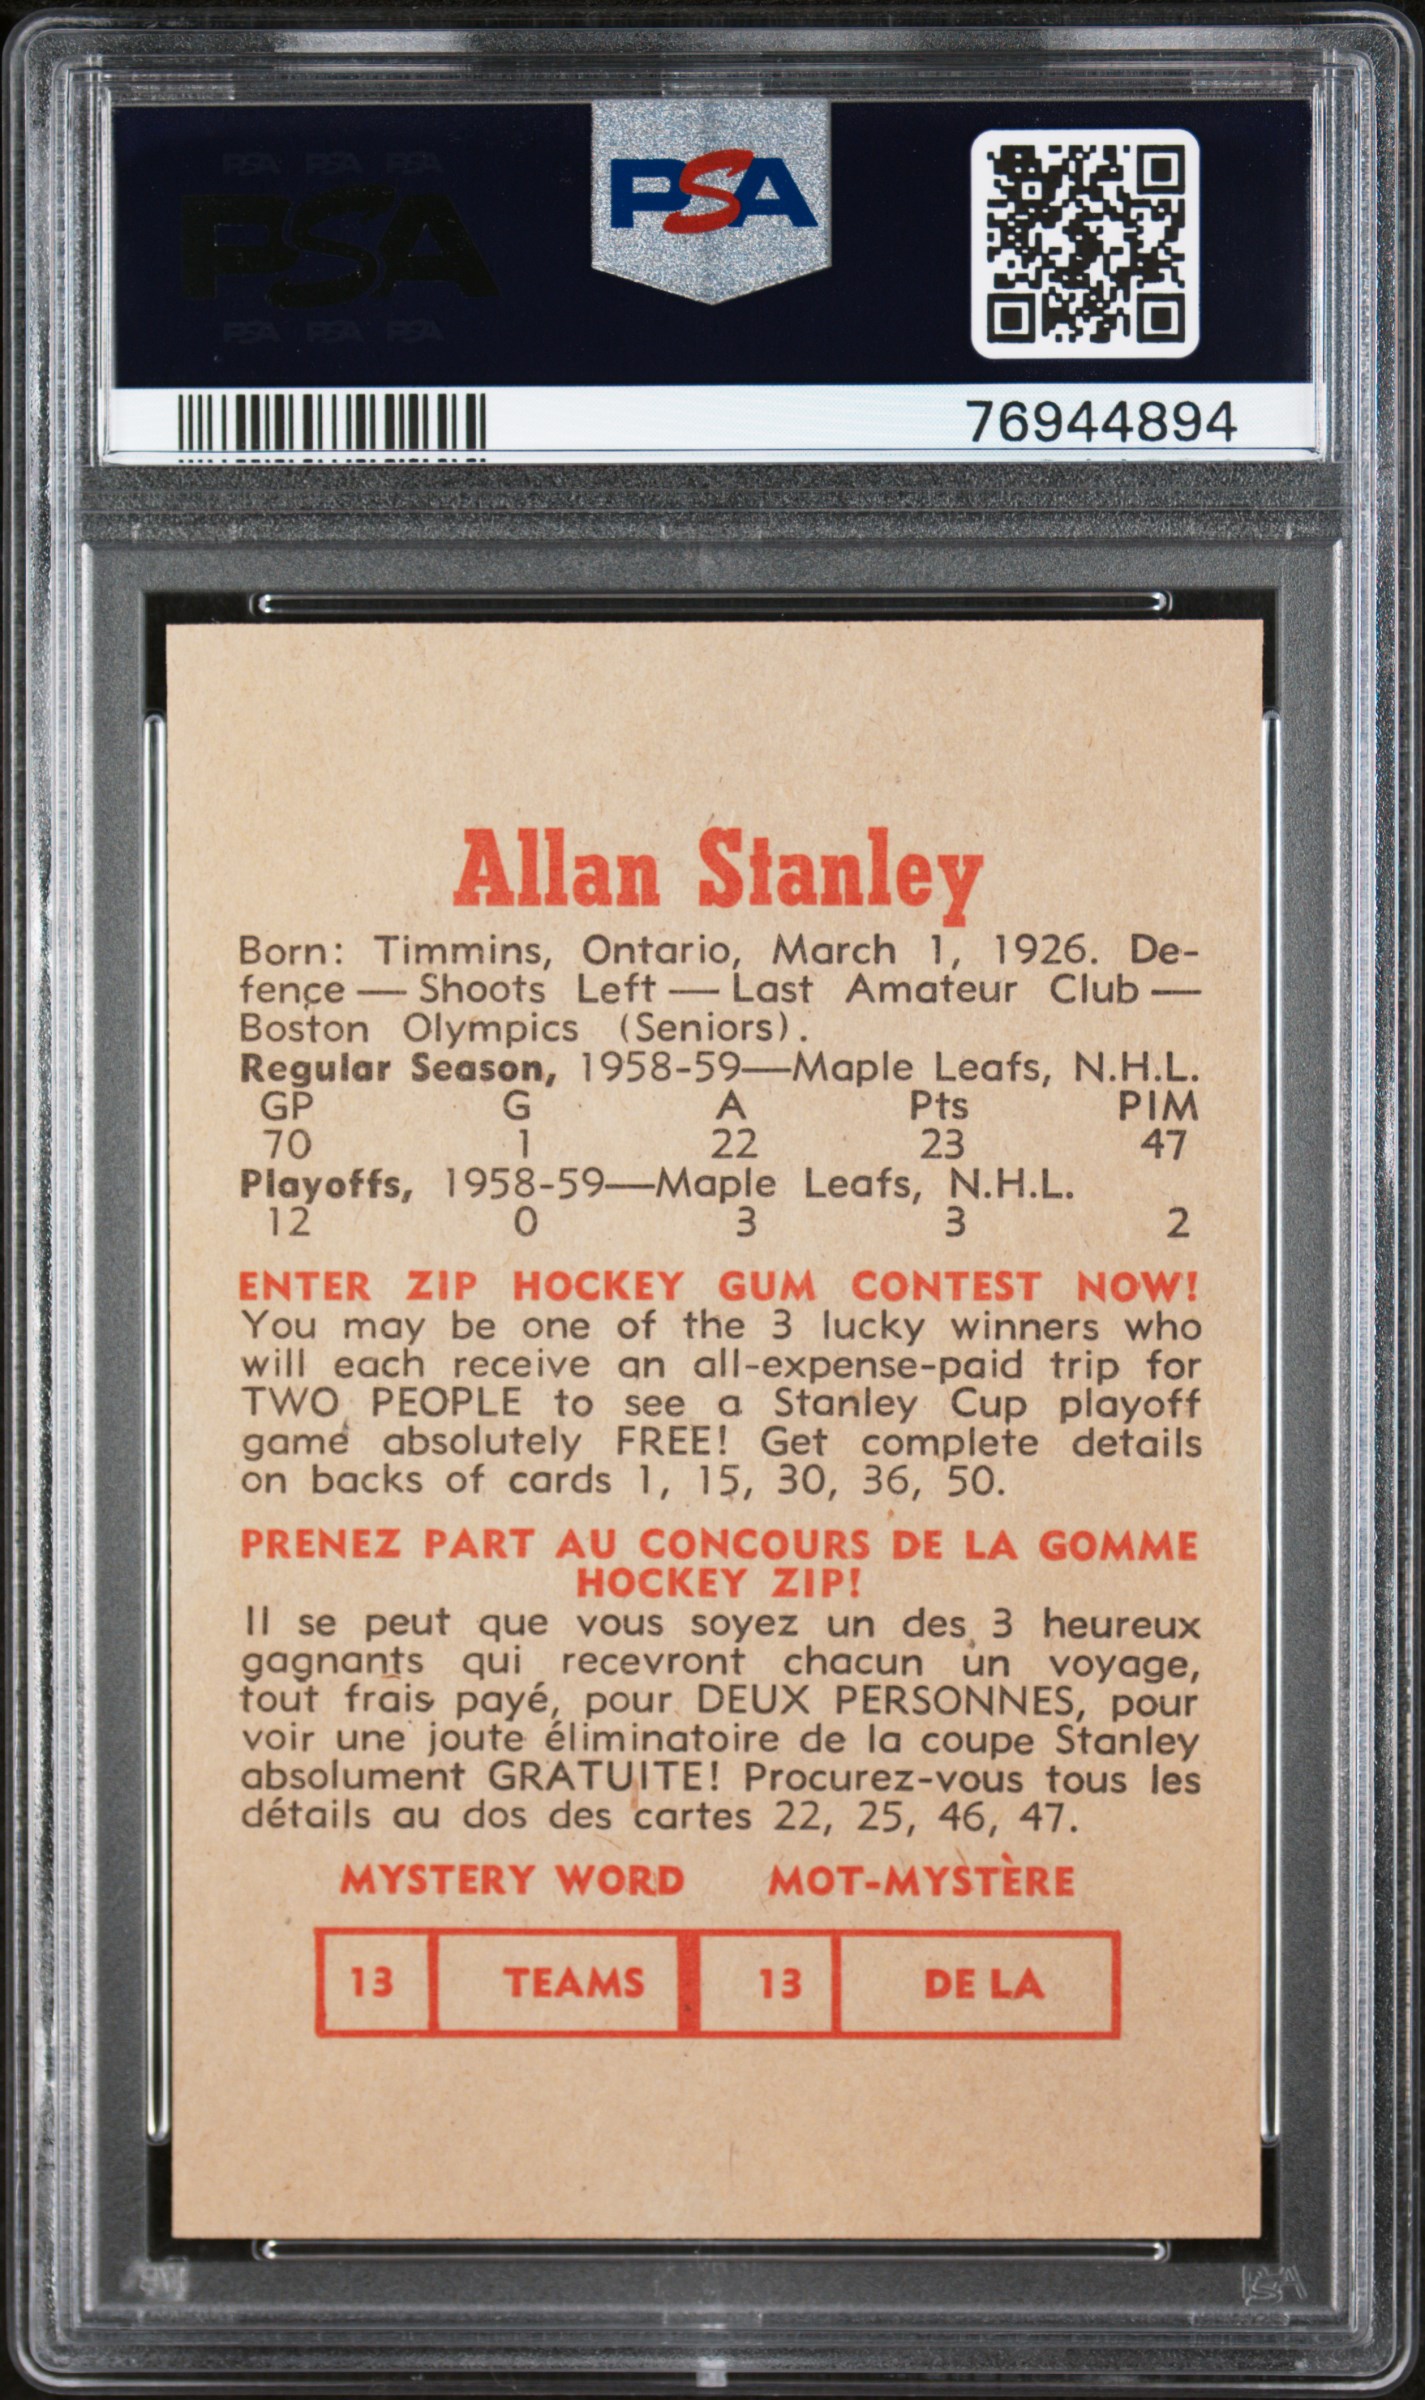 PSA PSA PSA
PSA
PSA PSA PSA
PSA
76944894
Allan Stanley
Born: Timmins, Ontario, March 1, 1926. De-
fence — Shoots Left — Last Amateur Club —
Boston Olympics (Seniors).
Regular Season, 1958-59—Maple Leafs, N.H.L.
GP G A Pts PIM
70 1 22 23 47
Playoffs, 1958-59—Maple Leafs, N.H.L.
12 0 3 3 2
ENTER ZIP HOCKEY GUM CONTEST NOW!
You may be one of the 3 lucky winners who
will each receive an all-expense-paid trip for
TWO PEOPLE to see a Stanley Cup playoff
game absolutely FREE! Get complete details
on backs of cards 1, 15, 30, 36, 50.
PRENEZ PART AU CONCOURS DE LA GOMME
HOCKEY ZIP!
Il se peut que vous soyez un des 3 heureux
gagnants qui recevront chacun un voyage,
tout frais payé, pour DEUX PERSONNES, pour
voir une joute éliminatoire de la coupe Stanley
absolument GRATUITE! Procurez-vous tous les
détails au dos des cartes 22, 25, 46, 47.
MYSTERY WORD MOT-MYSTÈRE
13 TEAMS 13 DE LA
PSA